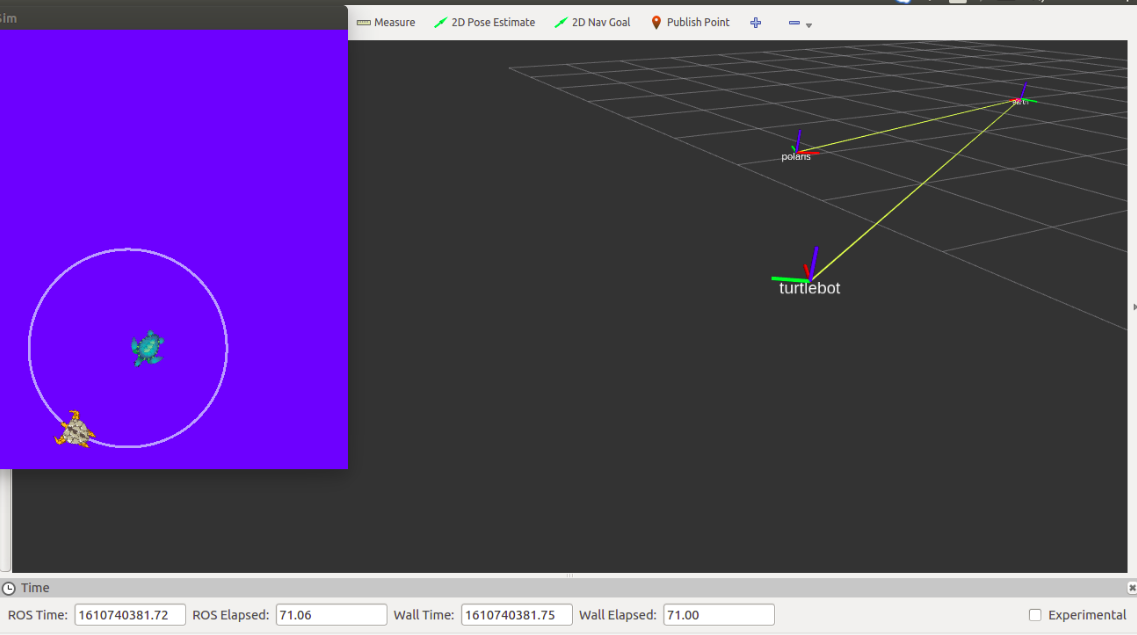 Sim
Measure
2D Pose Estimate
2D Nav Goal
Publish Point
polaris
turtlebot
Time
ROS Time: 1610740381.72 ROS Elapsed: 71.06 Wall Time: 1610740381.75 Wall Elapsed: 71.00 Experimental